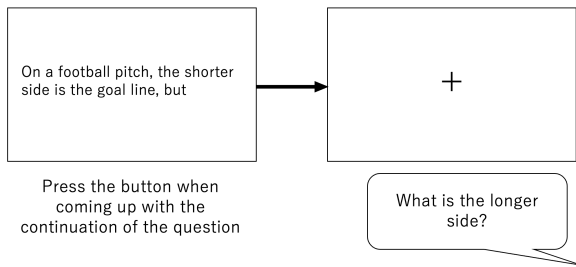 On a football pitch, the shorter
side is the goal line, but
Press the button when
coming up with the
continuation of the question
What is the longer
side?